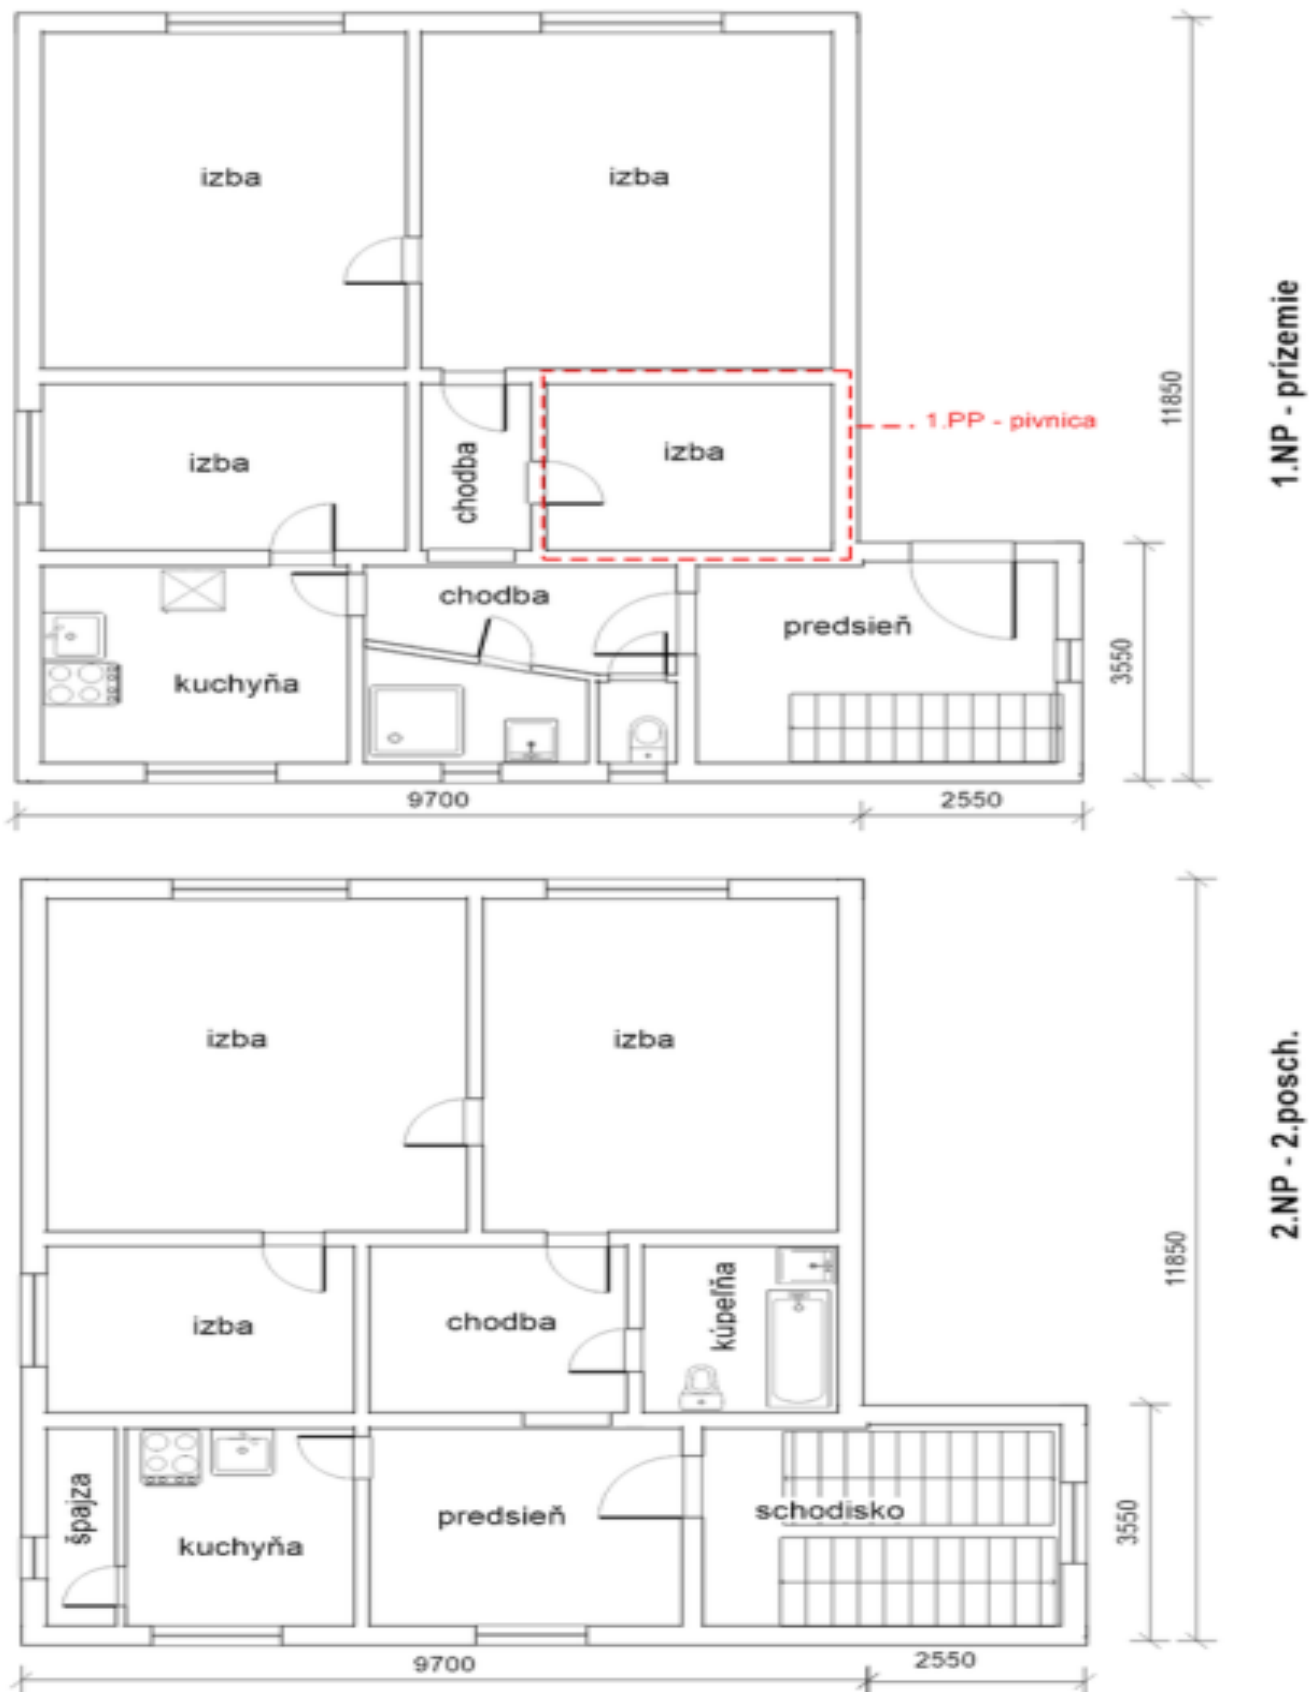 izba
izba
izba
chodba
izba
1.PP - pivnica
11850
1.NP - prízemie
chodba
predsieň
3550
kuchyňa
9700
2550
izba
izba
2.NP - 2.posch.
11850
izba
chodba
kúpeľňa
špajza
kuchyňa
predsieň
schodisko
3550
9700
2550